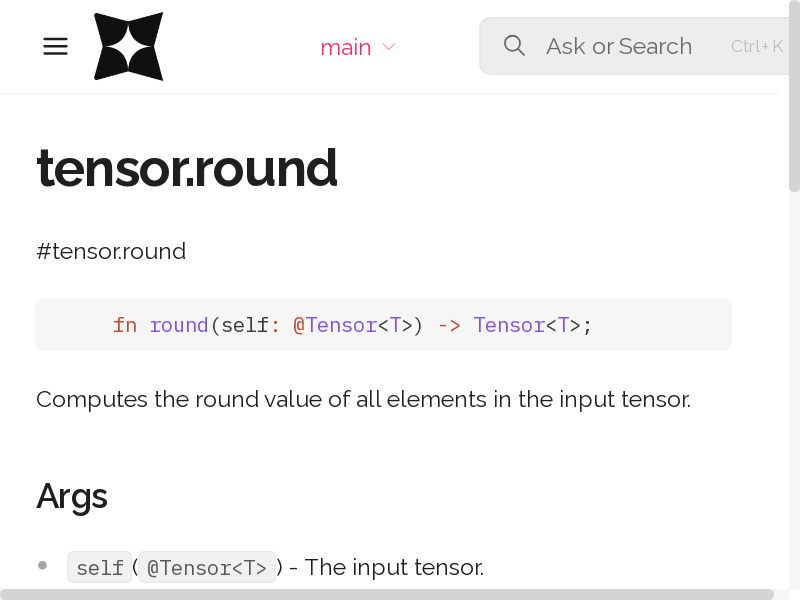 main
Ask or Search
Ctrl+K
tensor.round
#tensor.round
fn round(self: @Tensor<T>) -> Tensor<T>;
Computes the round value of all elements in the input tensor.
Args
self(@Tensor<T>) - The input tensor.